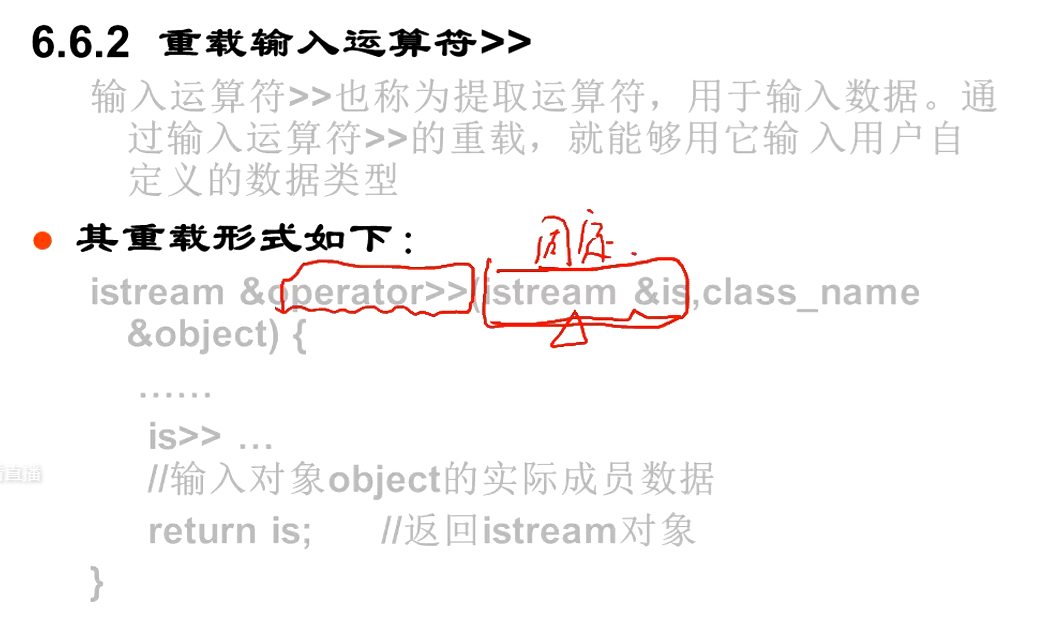 6.6.2 重载输入运算符>>
输入运算符>>也称为提取运算符，用于输入数据。通
过输入运算符>>的重载，就能够用它输 入用户自
定义的数据类型
其重载形式如下：
固定.
istream &operator>>(istream &is,class_name
&object) {
……
is>> …
//输入对象object的实际成员数据
直播
return is; //返回istream对象
}